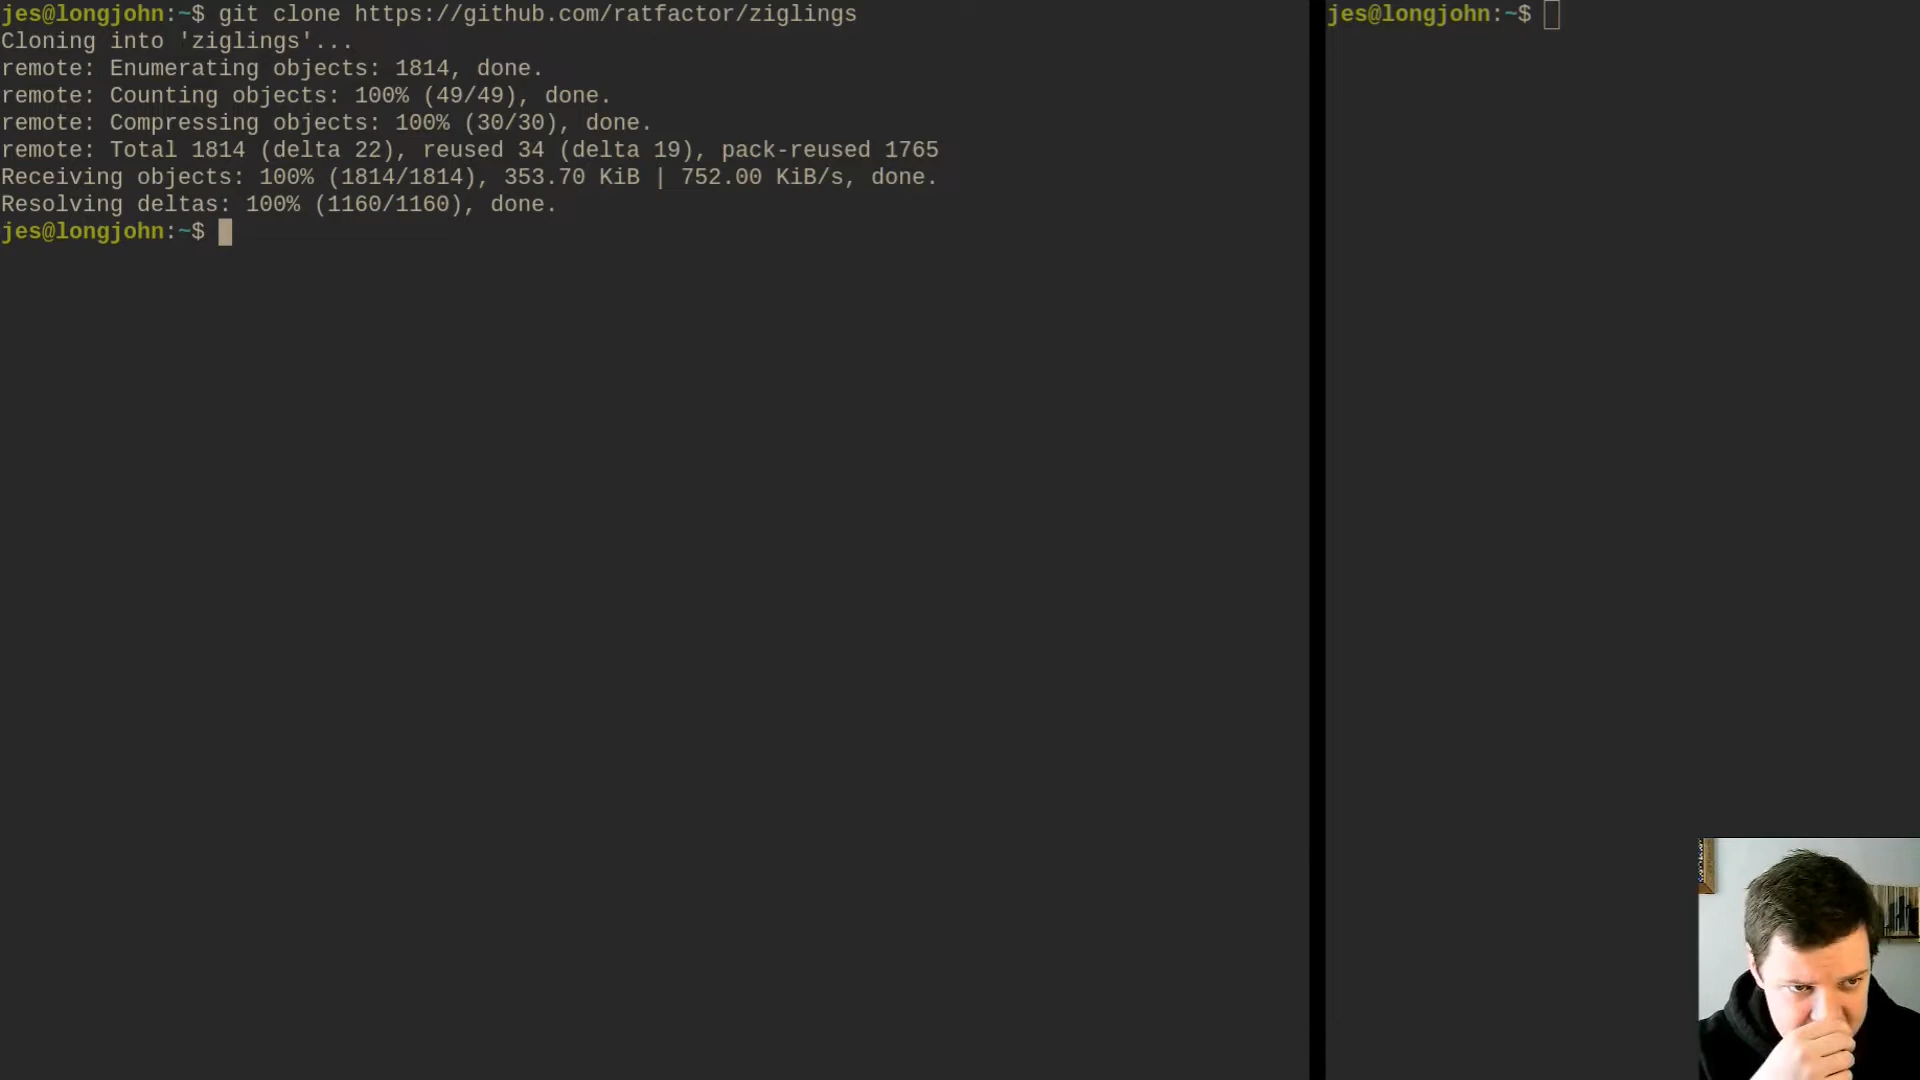 jes@longjohn:~$ git clone https://github.com/ratfactor/ziglings
Cloning into 'ziglings'...
remote: Enumerating objects: 1814, done.
remote: Counting objects: 100% (49/49), done.
remote: Compressing objects: 100% (30/30), done.
remote: Total 1814 (delta 22), reused 34 (delta 19), pack-reused 1765
Receiving objects: 100% (1814/1814), 353.70 KiB | 752.00 KiB/s, done.
Resolving deltas: 100% (1160/1160), done.
jes@longjohn:~$
jes@longjohn:~$